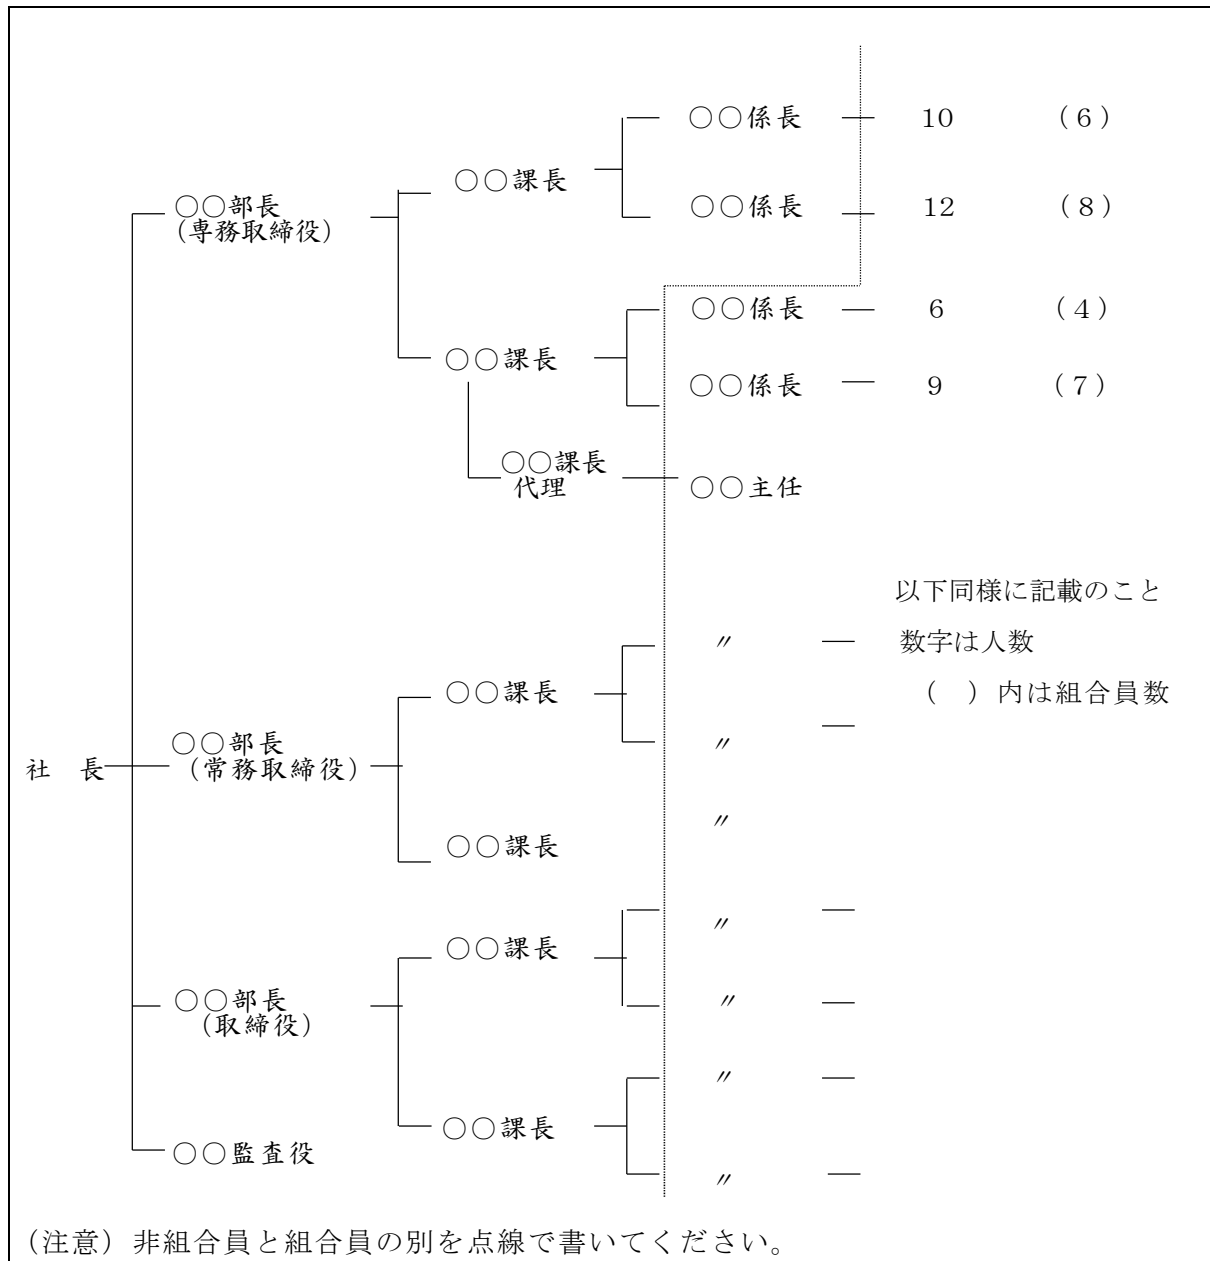 ○○係長 10 (6)
○○課長
○○部長
(専務取締役)
○○係長 12 (8)
○○係長 6 (4)
○○課長
○○係長 9 (7)
○○課長
代理
○○主任
以下同様に記載のこと
〃 数字は人数
○○課長
( )内は組合員数
〃
社 長
○○部長
(常務取締役)
〃
○○課長
〃
○○課長
○○部長
(取締役)
〃
〃
○○課長
○○監査役
〃
(注意)非組合員と組合員の別を点線で書いてください。